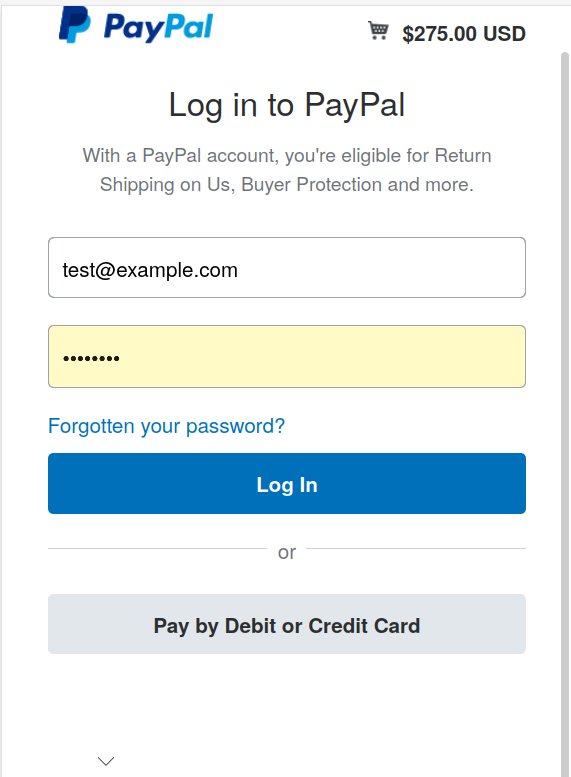 PayPal
$275.00 USD
Log in to PayPal
With a PayPal account, you're eligible for Return
Shipping on Us, Buyer Protection and more.
test@example.com
••••••••
Forgotten your password?
Log In
or
Pay by Debit or Credit Card